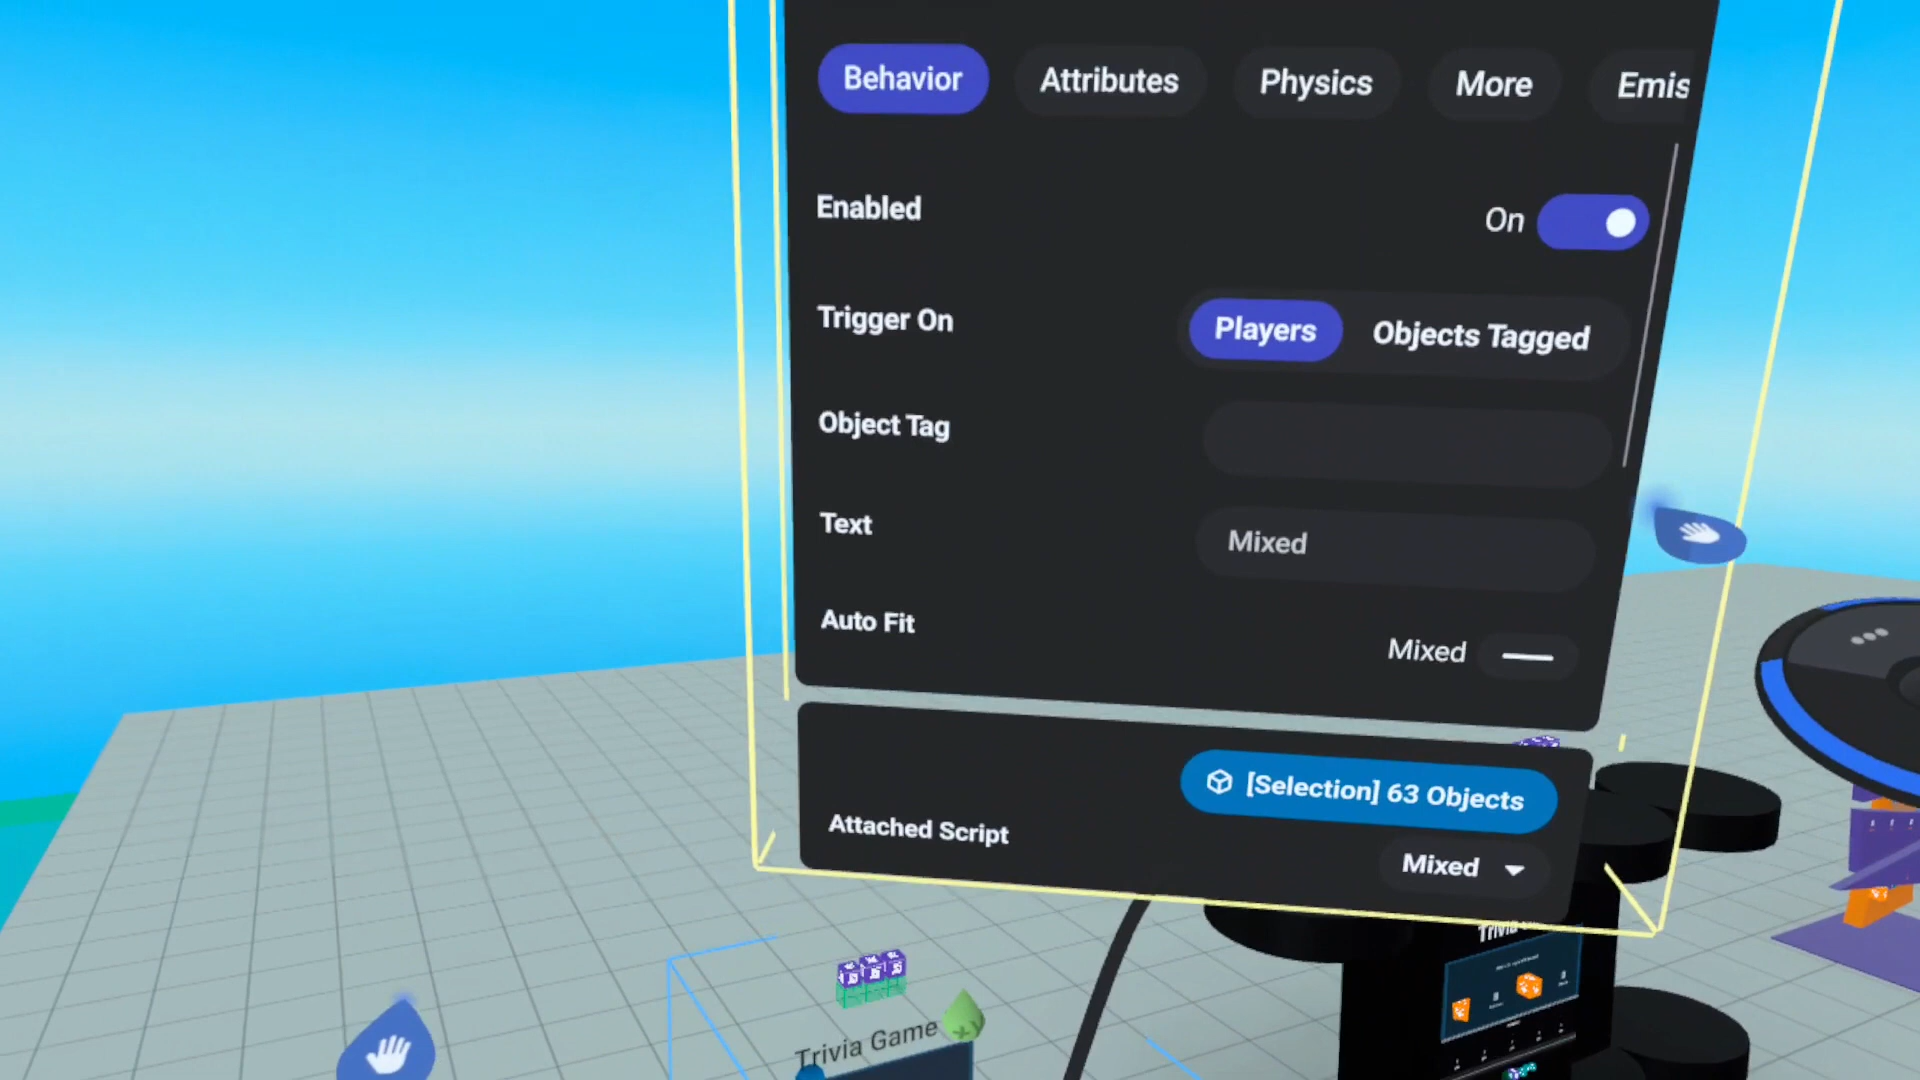 Behavior Attributes Physics More Emis
Enabled On
Trigger On Players Objects Tagged
Object Tag
Text Mixed
Auto Fit Mixed
[Selection] 63 Objects
Attached Script Mixed
Trivia Game